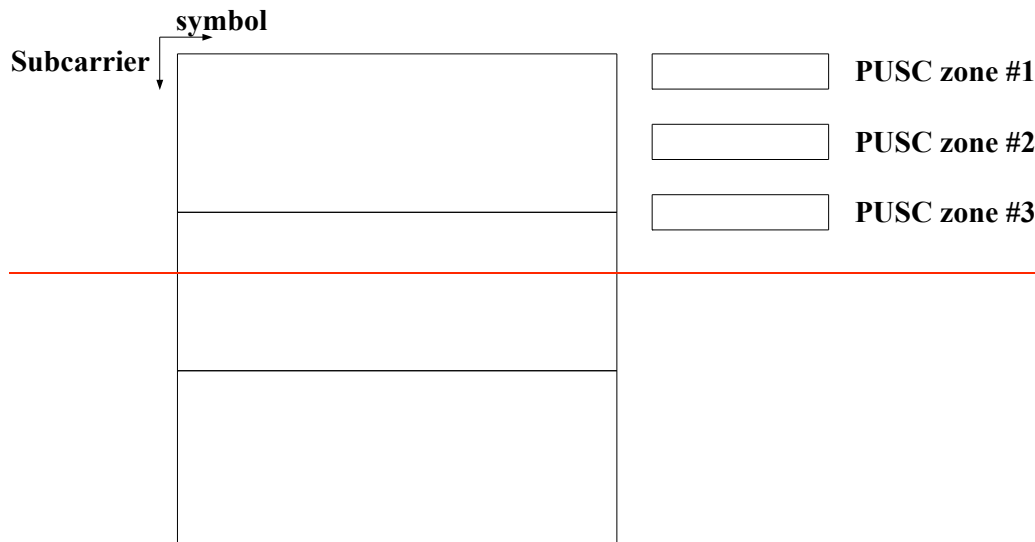 symbol
Subcarrier
PUSC zone #1
PUSC zone #2
PUSC zone #3